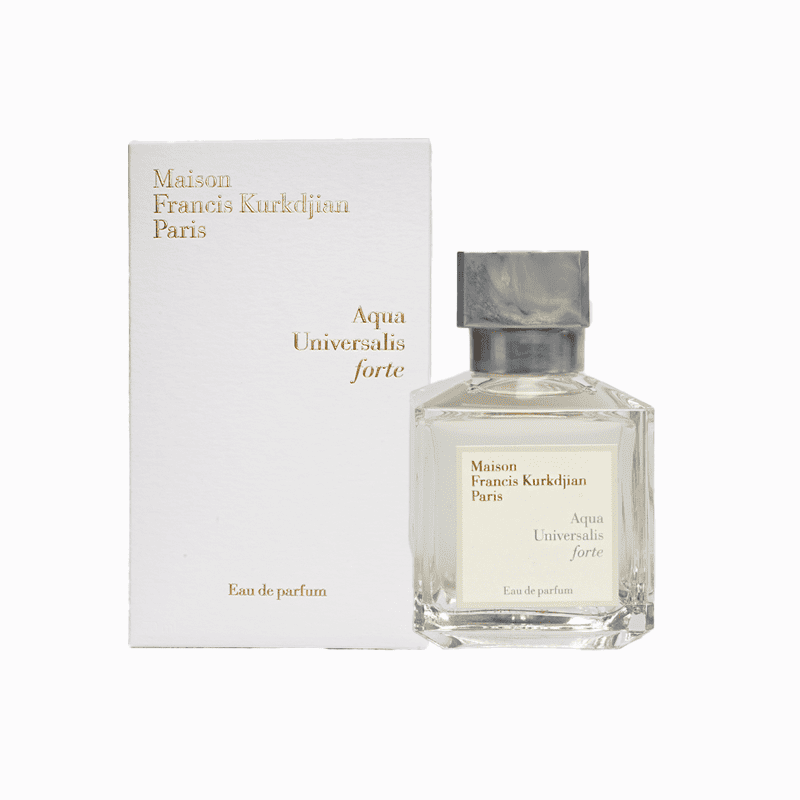 Maison
Francis Kurkdjian
Paris
Aqua
Universalis
forte
Eau de parfum
Maison
Francis Kurkdjian
Paris
Aqua
Universalis
forte
Eau de parfum